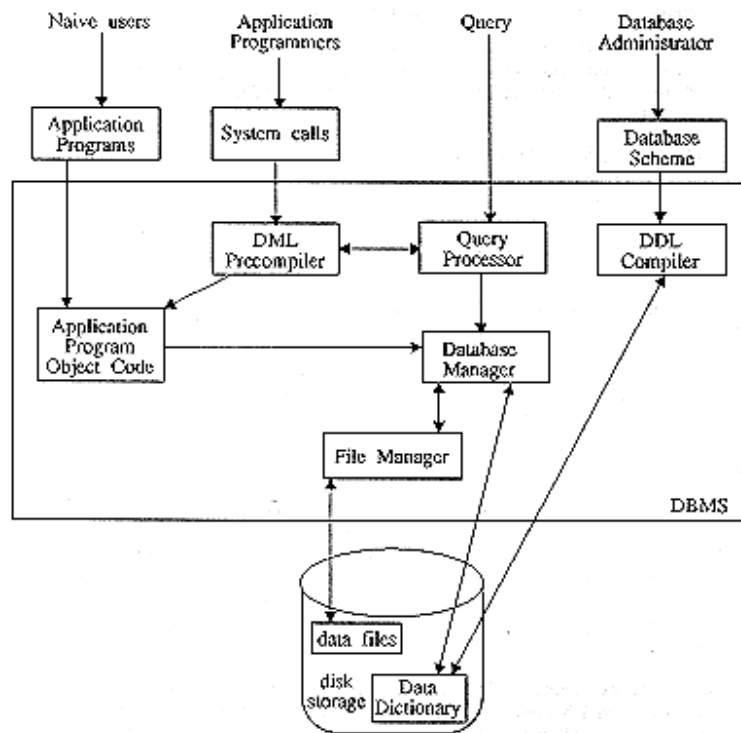 Naive users
Application
Programmers
Query
Database
Administrator
Application
Programs
System calls
Database
Scheme
DML
Precompiler
Query
Processor
DDL
Compiler
Application
Program
Object Code
Database
Manager
File Manager
DBMS
data files
disk
storage
Data
Dictionary